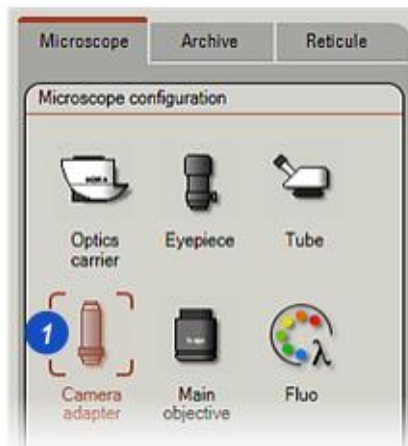 Microscope Archive Reticule
Microscope configuration
Optics carrier
Eyepiece
Tube
1
Camera adapter
Main objective
Fluo
λ